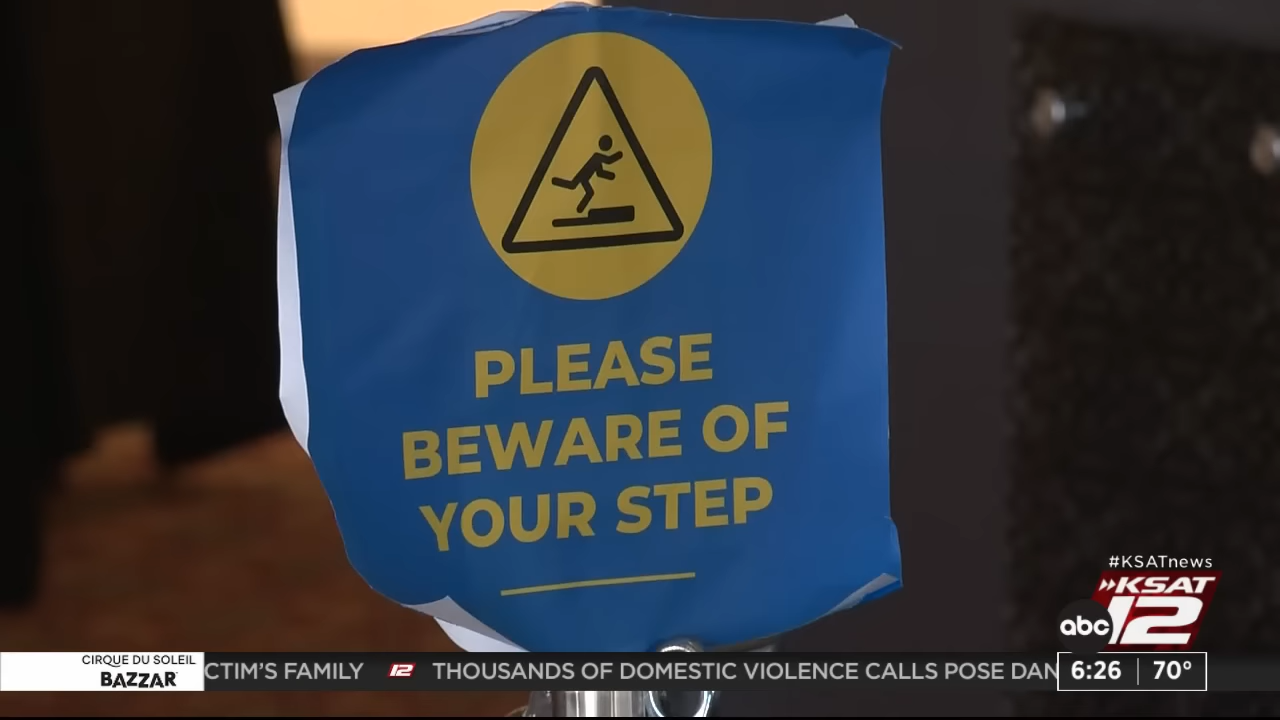 PLEASE
BEWARE OF
YOUR STEP
#KSATnews
KSAT
abc 12
CIRQUE DU SOLEIL
BAZZAR
CTIM'S FAMILY 12 THOUSANDS OF DOMESTIC VIOLENCE CALLS POSE DAN
6:26 70°